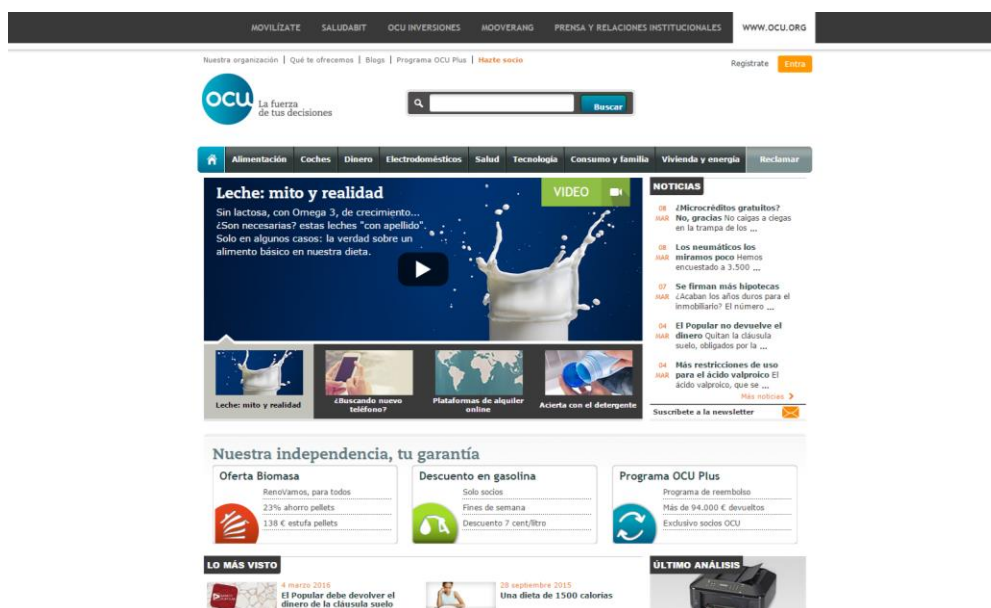 MOVILÍZATE SALUDABIT OCU INVERSIONES MOOVERANG PRENSA Y RELACIONES INSTITUCIONALES WWW.OCU.ORG
Nuestra organización | Qué te ofrecemos | Blogs | Programa OCU Plus | Hazte socio
Regístrate Entra
ocu La fuerza
de tus decisiones
Buscar
Alimentación Coches Dinero Electrodomésticos Salud Tecnología Consumo y familia Vivienda y energía Reclamar
Leche: mito y realidad
Sin lactosa, con Omega 3, de crecimiento...
¿Son necesarias? estas leches "con apellido".
Solo en algunos casos: la verdad sobre un
alimento básico en nuestra dieta.
VIDEO
Leche: mito y realidad
¿Buscando nuevo
teléfono?
Plataformas de alquiler
online
Acierta con el detergente
NOTICIAS
08 ¿Microcréditos gratuitos?
MAR No, gracias No caigas a ciegas
en la trampa de los ...
08 Los neumáticos los
MAR miramos poco Hemos
encuestado a 3.500 ...
07 Se firman más hipotecas
MAR ¿Acaban los años duros para el
inmobiliario? El número ...
04 El Popular no devuelve el
MAR dinero Quitan la cláusula
suelo, obligados por la ...
04 Más restricciones de uso
MAR para el ácido valproico El
ácido valproico, que se ...
Más noticias
Suscríbete a la newsletter
Nuestra independencia, tu garantía
Oferta Biomasa
RenoVamos, para todos
23% ahorro pellets
138 € estufa pellets
Descuento en gasolina
Solo socios
Fines de semana
Descuento 7 cent/litro
Programa OCU Plus
Programa de reembolso
Más de 94.000 € devueltos
Exclusivo socios OCU
LO MÁS VISTO
4 marzo 2016
El Popular debe devolver el
dinero de la cláusula suelo
28 septiembre 2015
Una dieta de 1500 calorías
ÚLTIMO ANÁLISIS